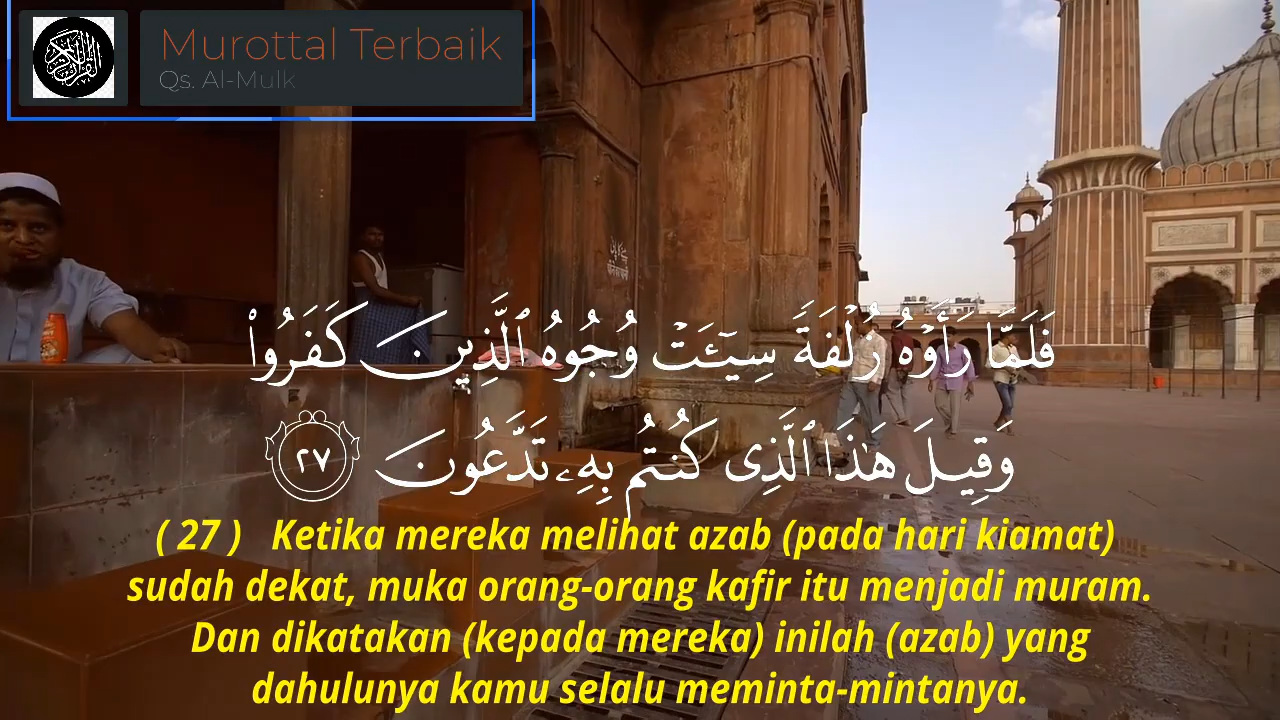 Murottal Terbaik
Qs. Al-Mulk
فَلَمَّا رَأَوْهُ زُلْفَةً سِيٓـَٔتْ وُجُوهُ ٱلَّذِينَ كَفَرُوا۟
وَقِيلَ هَـٰذَا ٱلَّذِى كُنتُم بِهِۦ تَدَّعُونَ ٢٧
( 27 ) Ketika mereka melihat azab (pada hari kiamat)
sudah dekat, muka orang-orang kafir itu menjadi muram.
Dan dikatakan (kepada mereka) inilah (azab) yang
dahulunya kamu selalu meminta-mintanya.